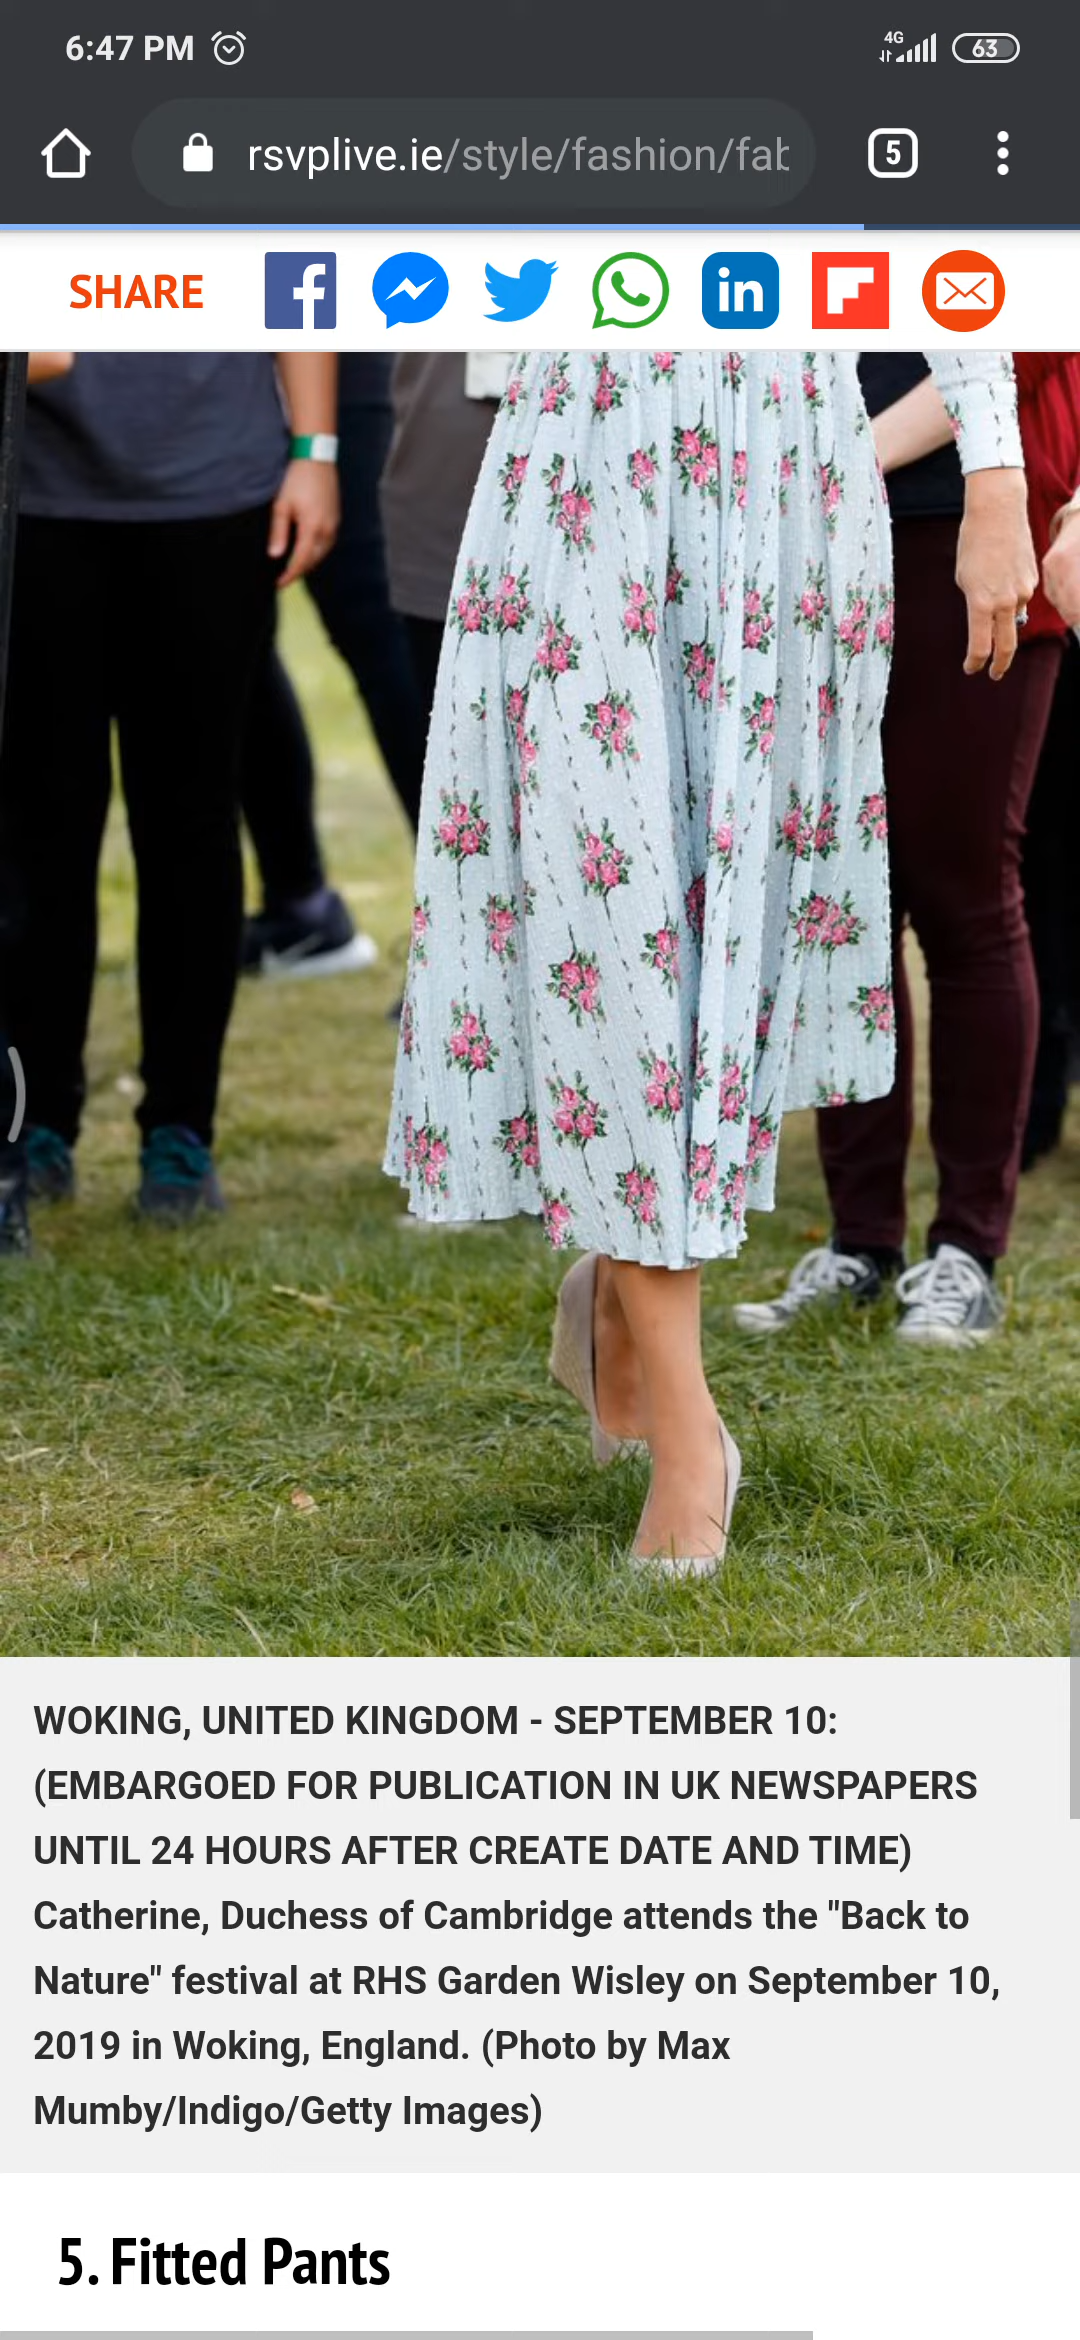 6:47 PM
4G
63
rsvplive.ie/style/fashion/fab
5
SHARE
WOKING, UNITED KINGDOM - SEPTEMBER 10:
(EMBARGOED FOR PUBLICATION IN UK NEWSPAPERS
UNTIL 24 HOURS AFTER CREATE DATE AND TIME)
Catherine, Duchess of Cambridge attends the "Back to
Nature" festival at RHS Garden Wisley on September 10,
2019 in Woking, England. (Photo by Max
Mumby/Indigo/Getty Images)
5. Fitted Pants